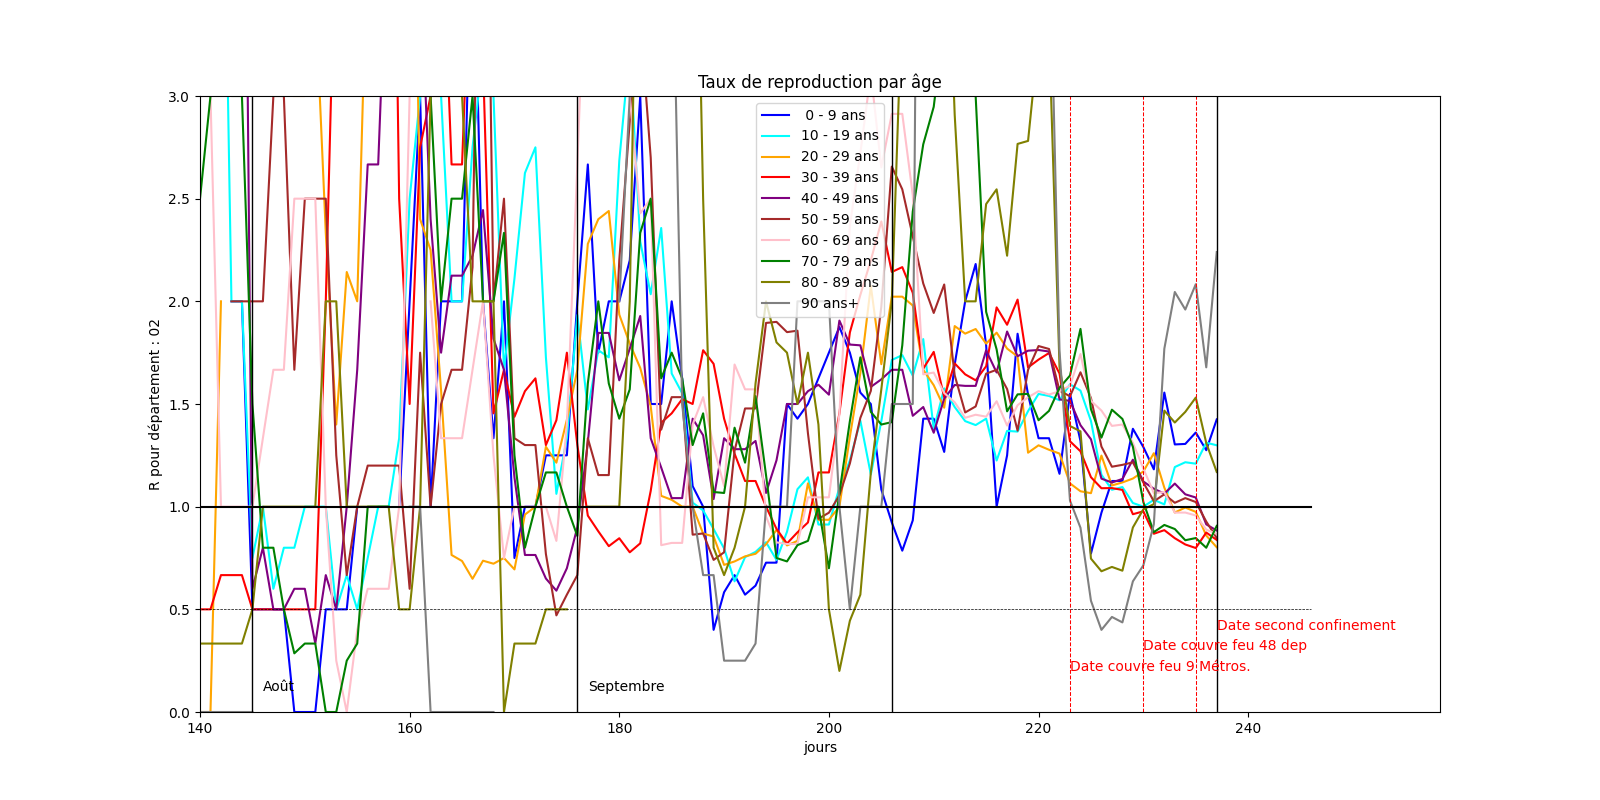 Taux de reproduction par âge
3.0
2.5
2.0
1.5
1.0
0.5
0.0
R pour département : 02
0 - 9 ans
10 - 19 ans
20 - 29 ans
30 - 39 ans
40 - 49 ans
50 - 59 ans
60 - 69 ans
70 - 79 ans
80 - 89 ans
90 ans+
Date second confinement
Date couvre feu 48 dep
Date couvre feu 9 Métros.
Août
Septembre
140
160
180
200
220
240
jours